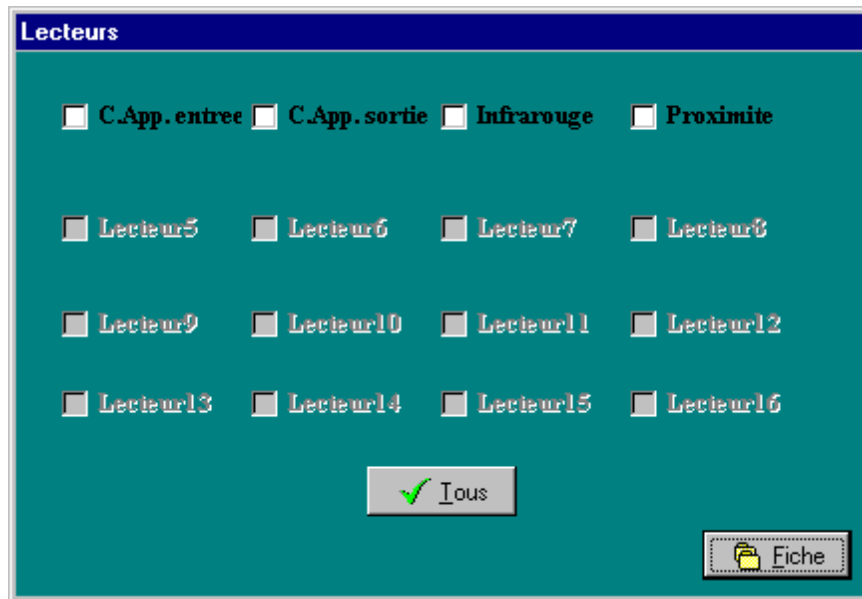 Lecteurs
C.App.entree C.App.sortie Infrarouge Proximite
Lecteur5 Lecteur6 Lecteur7 Lecteur8
Lecteur9 Lecteur10 Lecteur11 Lecteur12
Lecteur13 Lecteur14 Lecteur15 Lecteur16
Tous
Fiche